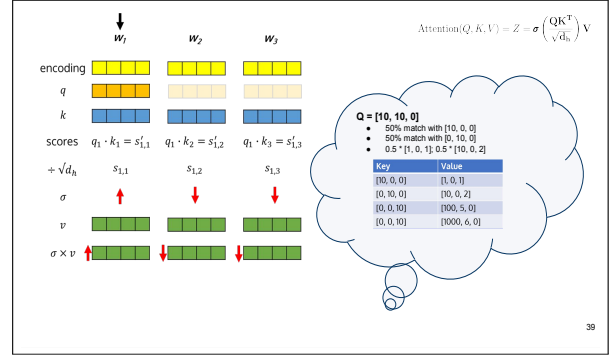 Attention(Q, K, V) = Z = σ (QKᵀ / √dₕ) V
w₁ w₂ w₃
encoding
q
k
scores q₁ · k₁ = s′₁,₁ q₁ · k₂ = s′₁,₂ q₁ · k₃ = s′₁,₃
÷ √dₕ s₁,₁ s₁,₂ s₁,₃
σ
v
σ × v
Q = [10, 10, 0]
• 50% match with [10, 0, 0]
• 50% match with [0, 10, 0]
• 0.5 * [1, 0, 1]; 0.5 * [10, 0, 2]
Key Value
[10, 0, 0] [1, 0, 1]
[0, 10, 0] [10, 0, 2]
[0, 0, 10] [100, 5, 0]
[0, 0, 10] [1000, 6, 0]
39